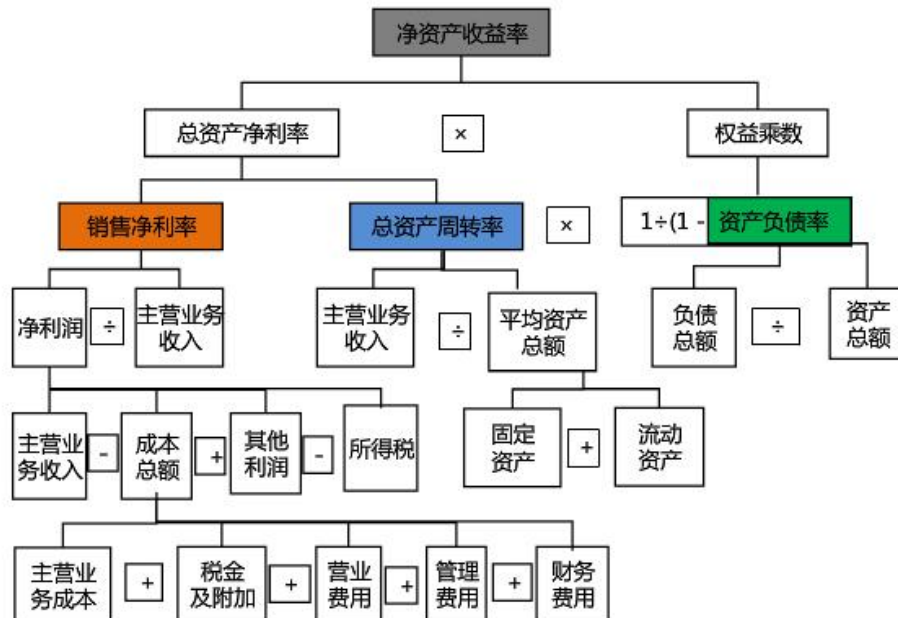 净资产收益率
总资产净利率
×
权益乘数
销售净利率
总资产周转率
×
1÷(1 - 资产负债率
净利润
÷
主营业务
收入
主营业务
收入
÷
平均资产
总额
负债
总额
÷
资产
总额
主营业
务收入
-
成本
总额
+
其他
利润
-
所得税
固定
资产
+
流动
资产
主营业
务成本
+
税金
及附加
+
营业
费用
+
管理
费用
+
财务
费用